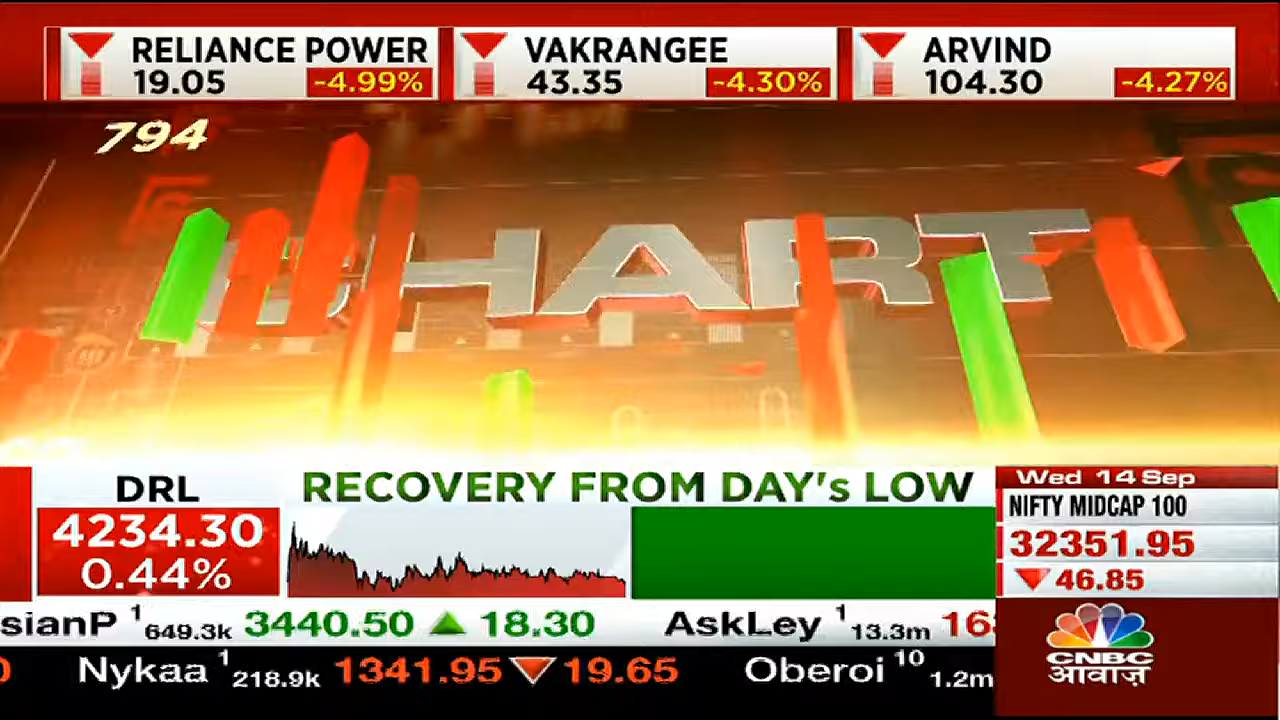 RELIANCE POWER
19.05 -4.99%
VAKRANGEE
43.35 -4.30%
ARVIND
104.30 -4.27%
794
CHART
DRL
4234.30
0.44%
RECOVERY FROM DAY's LOW
Wed 14 Sep
NIFTY MIDCAP 100
32351.95
46.85
sianP 1 649.3k 3440.50 18.30 AskLey 1 13.3m 16
Nykaa 1 218.9k 1341.95 19.65 Oberoi 10 1.2m
CNBC
आवाज़